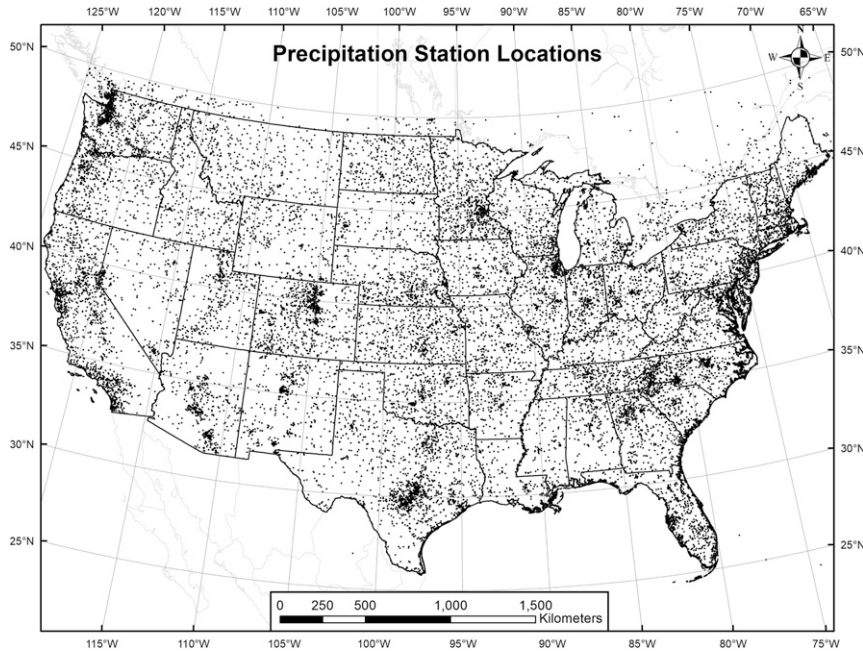 125°W 120°W 115°W 110°W 105°W 100°W 95°W 90°W 85°W 80°W 75°W 70°W 65°W
50°N 50°N
Precipitation Station Locations
N
W E
S
45°N 45°N
40°N 40°N
35°N 35°N
30°N 30°N
25°N 25°N
0 250 500 1,000 1,500
Kilometers
115°W 110°W 105°W 100°W 95°W 90°W 85°W 80°W 75°W